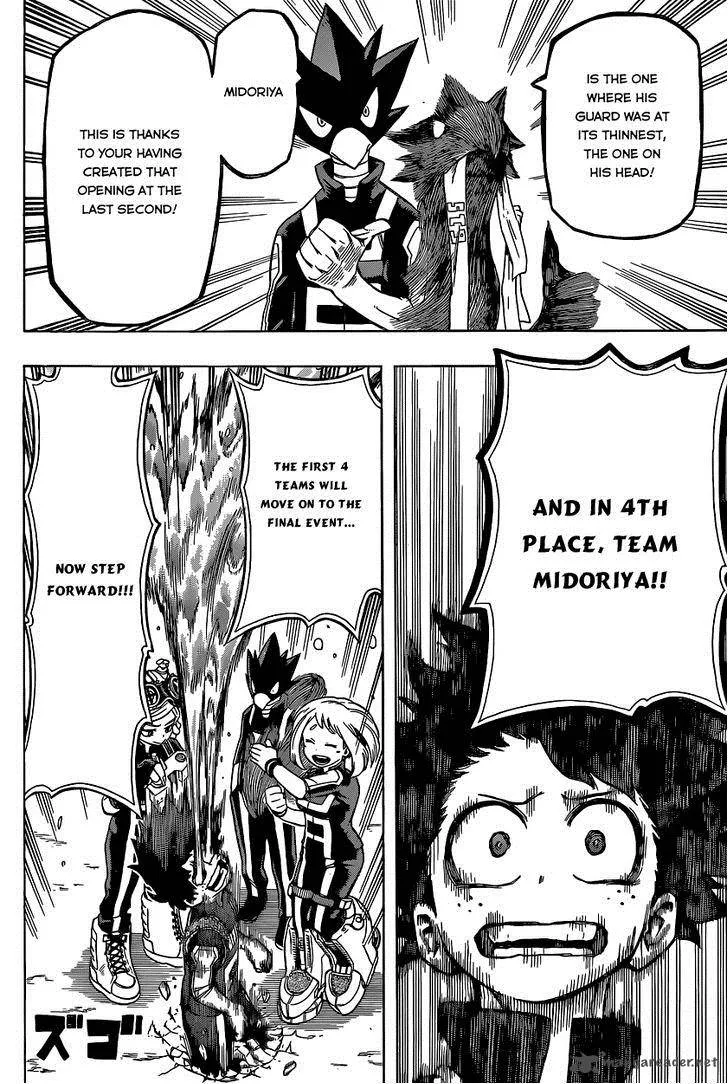 IS THE ONE
WHERE HIS
GUARD WAS AT
ITS THINNEST,
THE ONE ON
HIS HEAD!
MIDORIYA
THIS IS THANKS
TO YOUR HAVING
CREATED THAT
OPENING AT THE
LAST SECOND!
AND IN 4TH
PLACE, TEAM
MIDORIYA!!
THE FIRST 4
TEAMS WILL
MOVE ON TO THE
FINAL EVENT...
NOW STEP
FORWARD!!!
ズゴ